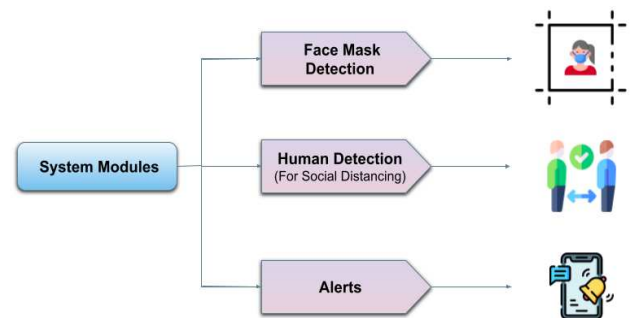 Face Mask
Detection
System Modules
Human Detection
(For Social Distancing)
Alerts